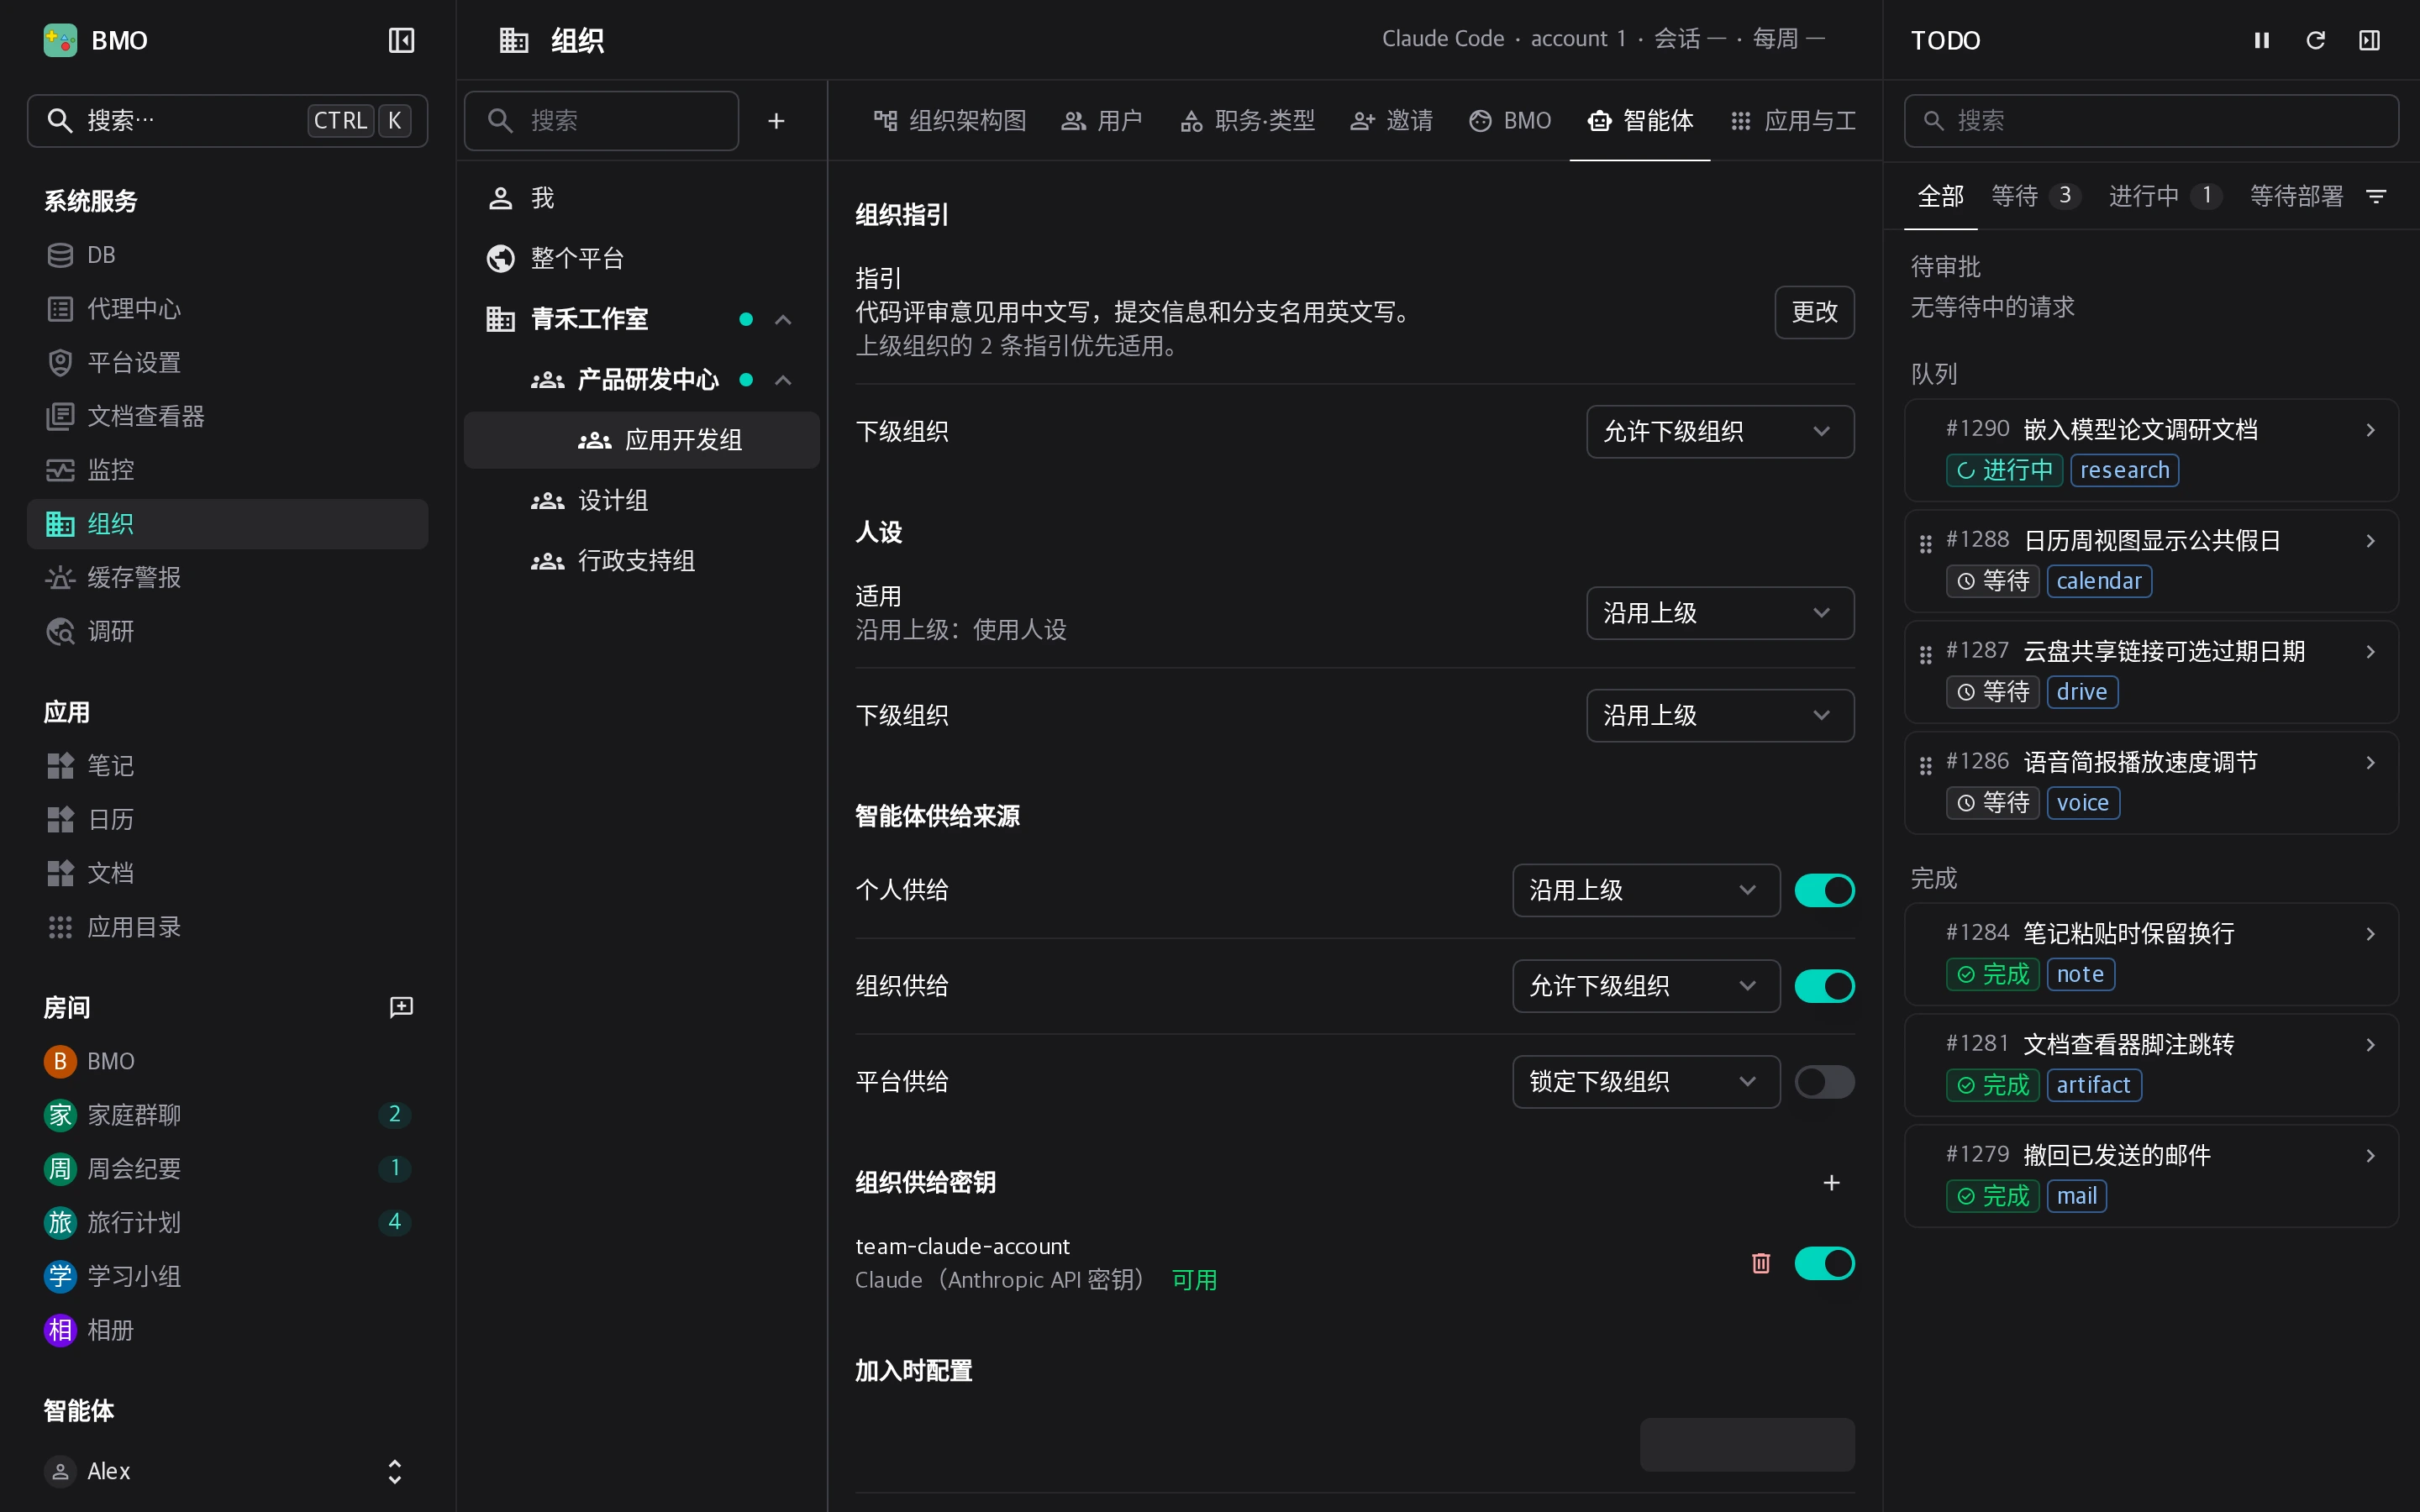 BMO
搜索…
CTRL K
系统服务
DB
代理中心
平台设置
文档查看器
监控
组织
缓存警报
调研
应用
笔记
日历
文档
应用目录
房间
B BMO
家 家庭群聊 2
周 周会纪要 1
旅 旅行计划 4
学 学习小组
相 相册
智能体
Alex
组织
Claude Code · account 1 · 会话 — · 每周 —
搜索
我
整个平台
青禾工作室
产品研发中心
应用开发组
设计组
行政支持组
组织架构图 用户 职务·类型 邀请 BMO 智能体 应用与工
组织指引
指引
代码评审意见用中文写，提交信息和分支名用英文写。
上级组织的 2 条指引优先适用。
更改
下级组织 允许下级组织
人设
适用
沿用上级：使用人设
沿用上级
下级组织 沿用上级
智能体供给来源
个人供给 沿用上级
组织供给 允许下级组织
平台供给 锁定下级组织
组织供给密钥
team-claude-account
Claude（Anthropic API 密钥） 可用
加入时配置
TODO
搜索
全部 等待 3 进行中 1 等待部署
待审批
无等待中的请求
队列
#1290 嵌入模型论文调研文档
进行中 research
#1288 日历周视图显示公共假日
等待 calendar
#1287 云盘共享链接可选过期日期
等待 drive
#1286 语音简报播放速度调节
等待 voice
完成
#1284 笔记粘贴时保留换行
完成 note
#1281 文档查看器脚注跳转
完成 artifact
#1279 撤回已发送的邮件
完成 mail